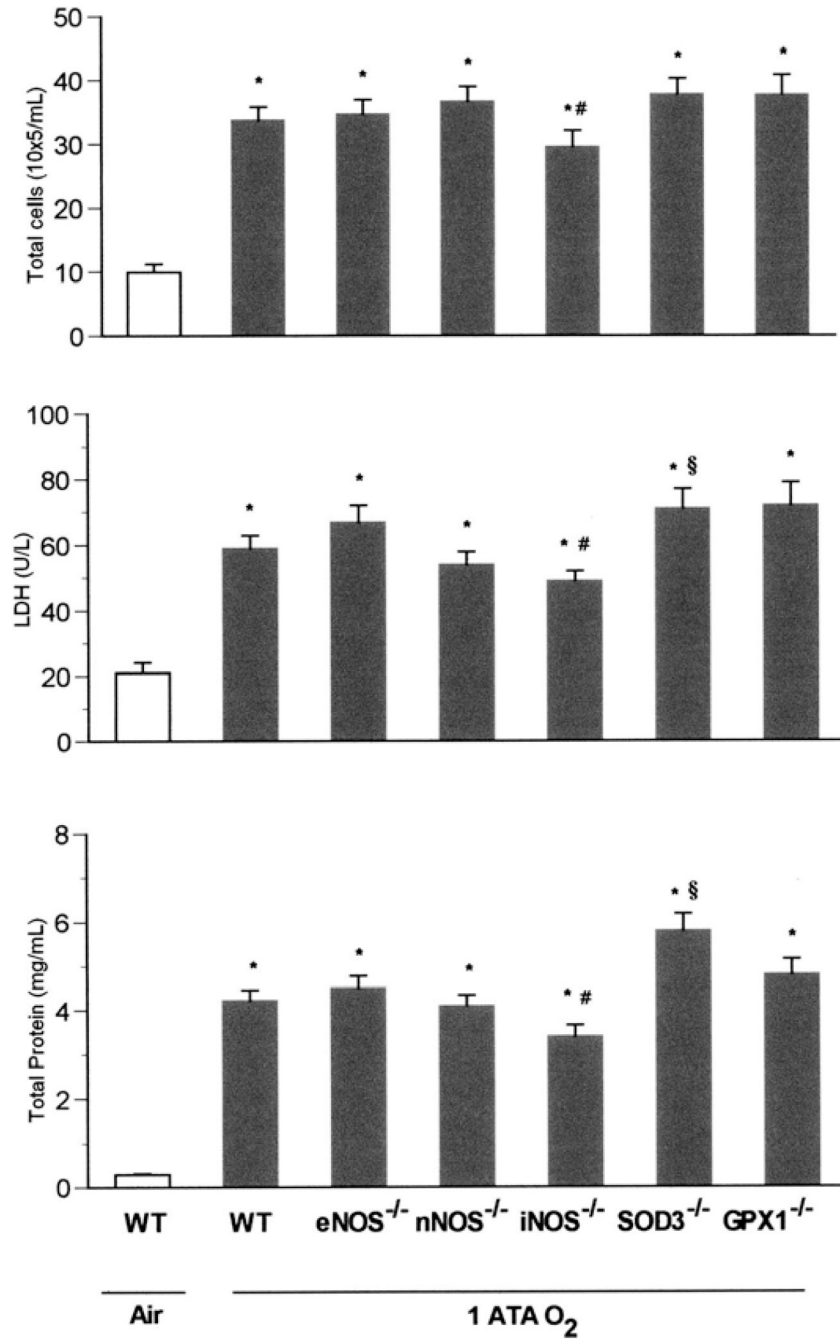 50
40
30
20
10
0
Total cells (10x5/mL)
* * * *# * *
100
80
60
40
20
0
LDH (U/L)
* * * * # * § *
8
6
4
2
0
Total Protein (mg/mL)
* * * * # * § *
WT WT eNOS-/- nNOS-/- iNOS-/- SOD3-/- GPX1-/-
Air 1 ATA O2